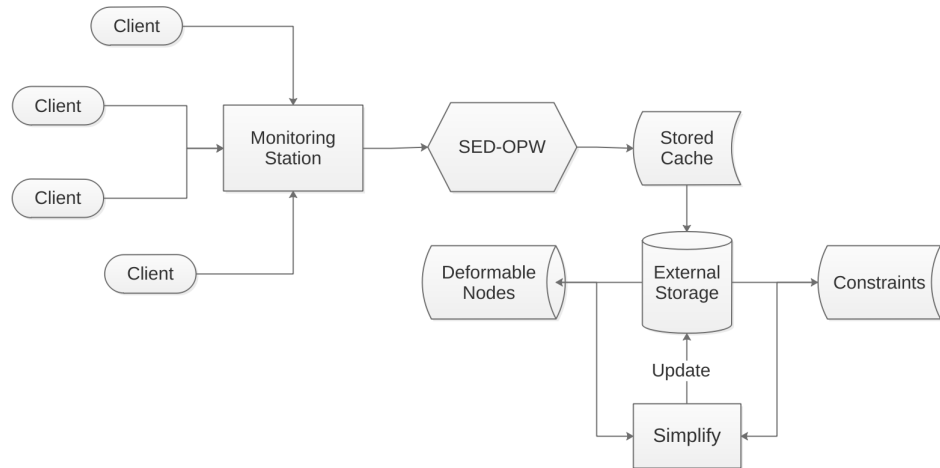 Client
Client
Client
Client
Monitoring
Station
SED-OPW
Stored
Cache
Deformable
Nodes
External
Storage
Constraints
Update
Simplify